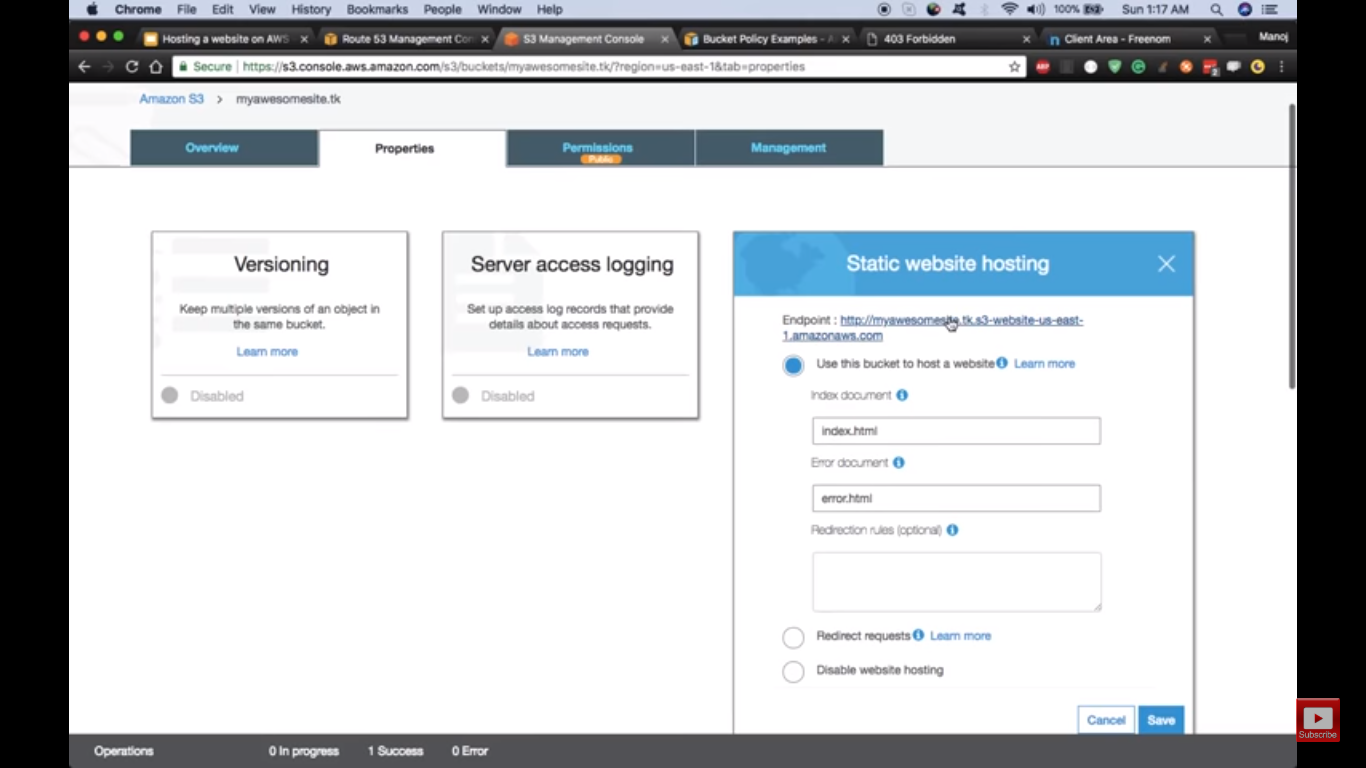 Chrome File Edit View History Bookmarks People Window Help 100% Sun 1:17 AM
Hosting a website on AWS Route 53 Management Con S3 Management Console Bucket Policy Examples - A 403 Forbidden Client Area - Freenom Manoj
Secure https://s3.console.aws.amazon.com/s3/buckets/myawesomesite.tk/?region=us-east-1&tab=properties
Amazon S3 > myawesomesite.tk
Overview Properties Permissions Management
Public
Versioning
Keep multiple versions of an object in
the same bucket.
Learn more
Disabled
Server access logging
Set up access log records that provide
details about access requests.
Learn more
Disabled
Static website hosting
Endpoint : http://myawesomesite.tk.s3-website-us-east-
1.amazonaws.com
Use this bucket to host a website Learn more
Index document
index.html
Error document
error.html
Redirection rules (optional)
Redirect requests Learn more
Disable website hosting
Cancel Save
Operations 0 In progress 1 Success 0 Error
Subscribe